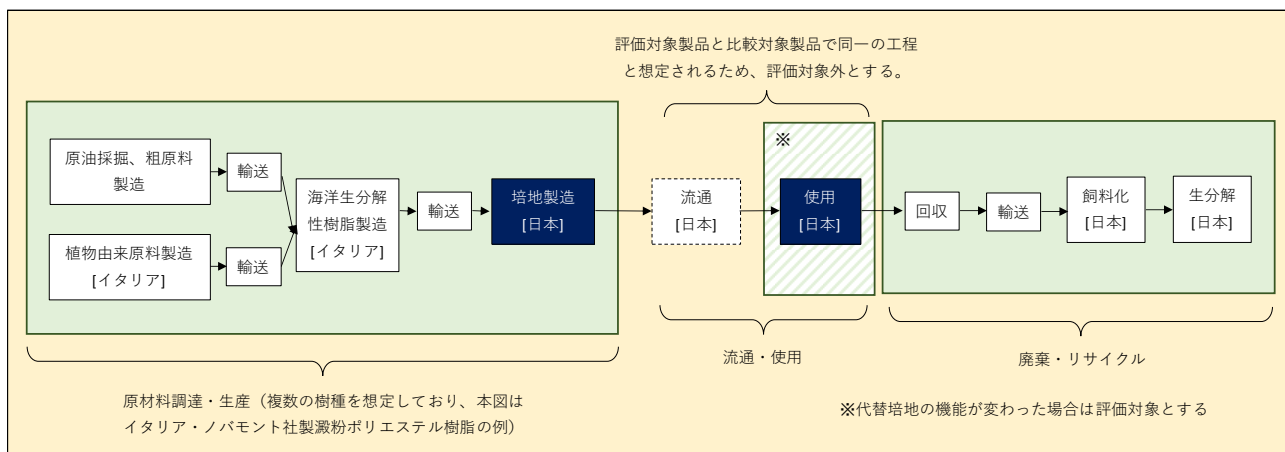 評価対象製品と比較対象製品で同一の工程
と想定されるため、評価対象外とする。
原油採掘、粗原料
製造
輸送
植物由来原料製造
[イタリア]
輸送
海洋生分解
性樹脂製造
[イタリア]
輸送
培地製造
[日本]
流通
[日本]
※
使用
[日本]
回収
輸送
飼料化
[日本]
生分解
[日本]
流通・使用
廃棄・リサイクル
原材料調達・生産（複数の樹種を想定しており、本図は
イタリア・ノバモント社製澱粉ポリエステル樹脂の例）
※代替培地の機能が変わった場合は評価対象とする